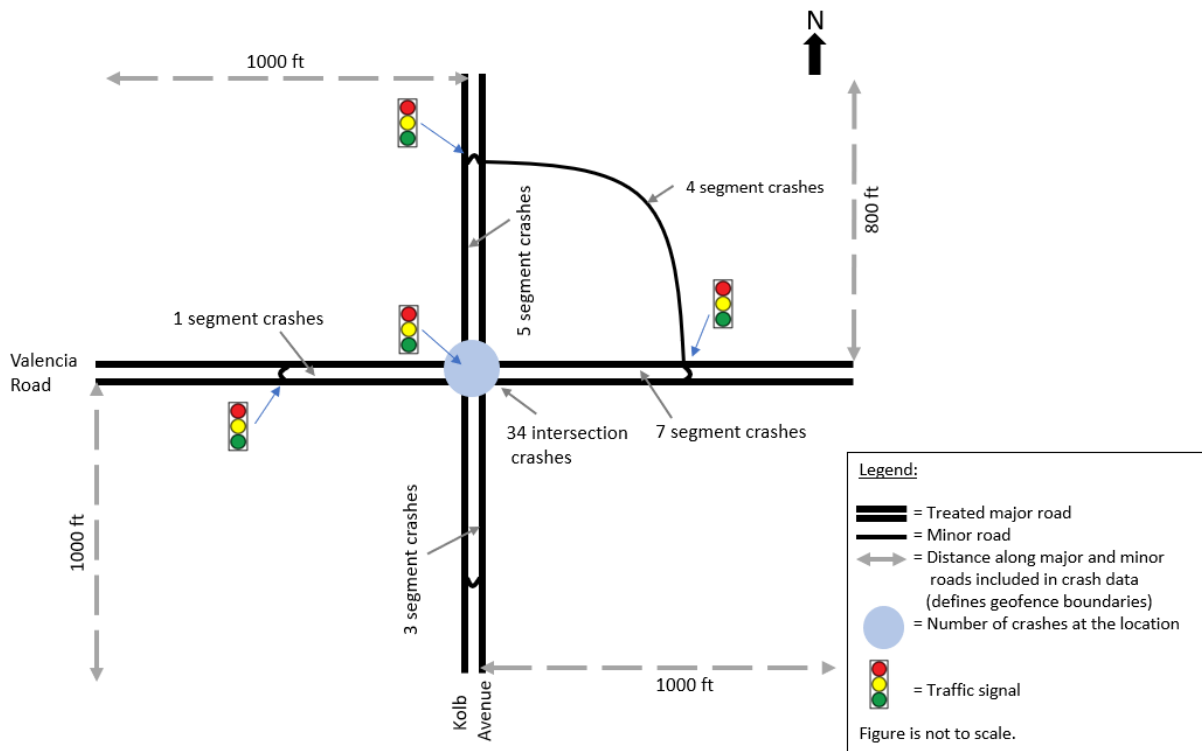 N
1000 ft
4 segment crashes
800 ft
5 segment crashes
1 segment crashes
Valencia
Road
34 intersection
crashes
7 segment crashes
3 segment crashes
1000 ft
1000 ft
Kolb
Avenue
Legend:
= Treated major road
= Minor road
= Distance along major and minor
roads included in crash data
(defines geofence boundaries)
= Number of crashes at the location
= Traffic signal
Figure is not to scale.